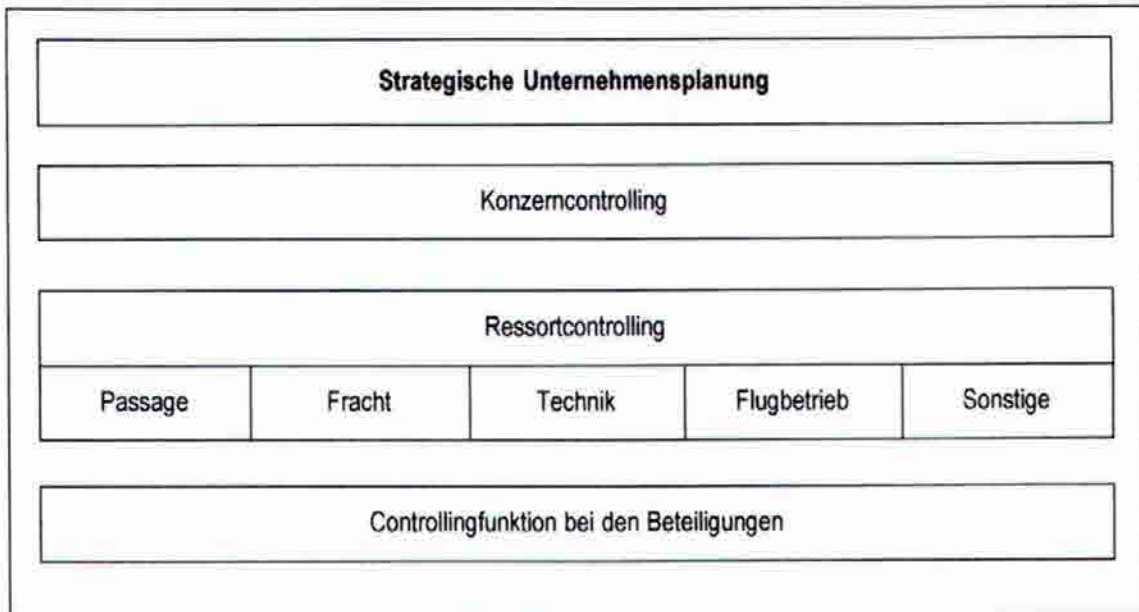 Strategische Unternehmensplanung
Konzerncontrolling
Ressortcontrolling
Passage Fracht Technik Flugbetrieb Sonstige
Controllingfunktion bei den Beteiligungen